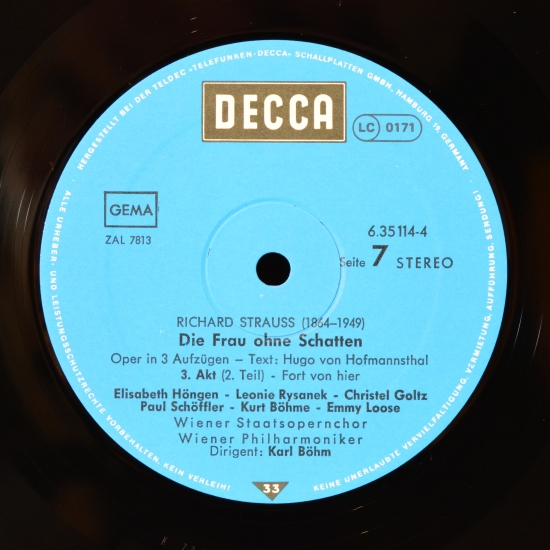 HERGESTELLT BEI DER TELDEC »TELEFUNKEN-DECCA« SCHALLPLATTEN GMBH, HAMBURG 19, GERMANY
DECCA
LC 0171
GEMA
ZAL 7813
6.35114-4
Seite 7 STEREO
RICHARD STRAUSS (1864–1949)
Die Frau ohne Schatten
Oper in 3 Aufzügen – Text: Hugo von Hofmannsthal
3. Akt (2. Teil) - Fort von hier
Elisabeth Höngen - Leonie Rysanek - Christel Goltz
Paul Schöffler - Kurt Böhme - Emmy Loose
Wiener Staatsopernchor
Wiener Philharmoniker
Dirigent: Karl Böhm
33
ALLE URHEBER- UND LEISTUNGSSCHUTZRECHTE VORBEHALTEN. KEIN VERLEIH!
KEINE UNERLAUBTE VERVIELFÄLTIGUNG, VERMIETUNG, AUFFÜHRUNG, SENDUNG!